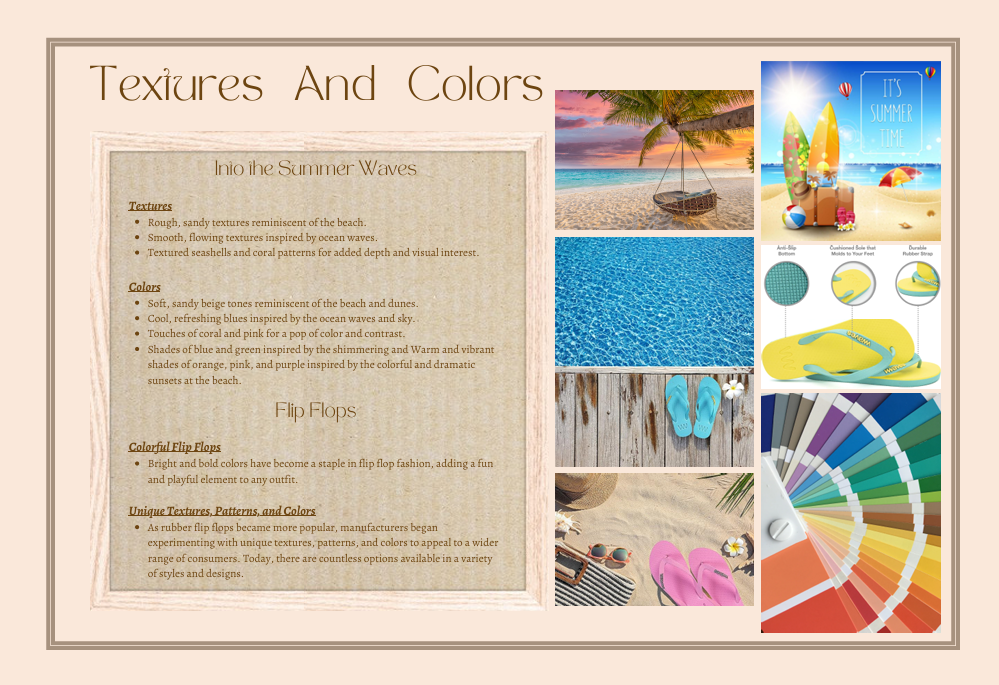 Textures And Colors
Into the Summer Waves
Textures
• Rough, sandy textures reminiscent of the beach.
• Smooth, flowing textures inspired by ocean waves.
• Textured seashells and coral patterns for added depth and visual interest.
Colors
• Soft, sandy beige tones reminiscent of the beach and dunes.
• Cool, refreshing blues inspired by the ocean waves and sky.
• Touches of coral and pink for a pop of color and contrast.
• Shades of blue and green inspired by the shimmering and Warm and vibrant
shades of orange, pink, and purple inspired by the colorful and dramatic
sunsets at the beach.
Flip Flops
Colorful Flip Flops
• Bright and bold colors have become a staple in flip flop fashion, adding a fun
and playful element to any outfit.
Unique Textures, Patterns, and Colors
• As rubber flip flops became more popular, manufacturers began
experimenting with unique textures, patterns, and colors to appeal to a wider
range of consumers. Today, there are countless options available in a variety
of styles and designs.
IT'S
SUMMER
TIME
Anti-Slip
Bottom
Cushioned Sole that
Molds to Your Feet
Durable
Rubber Strap